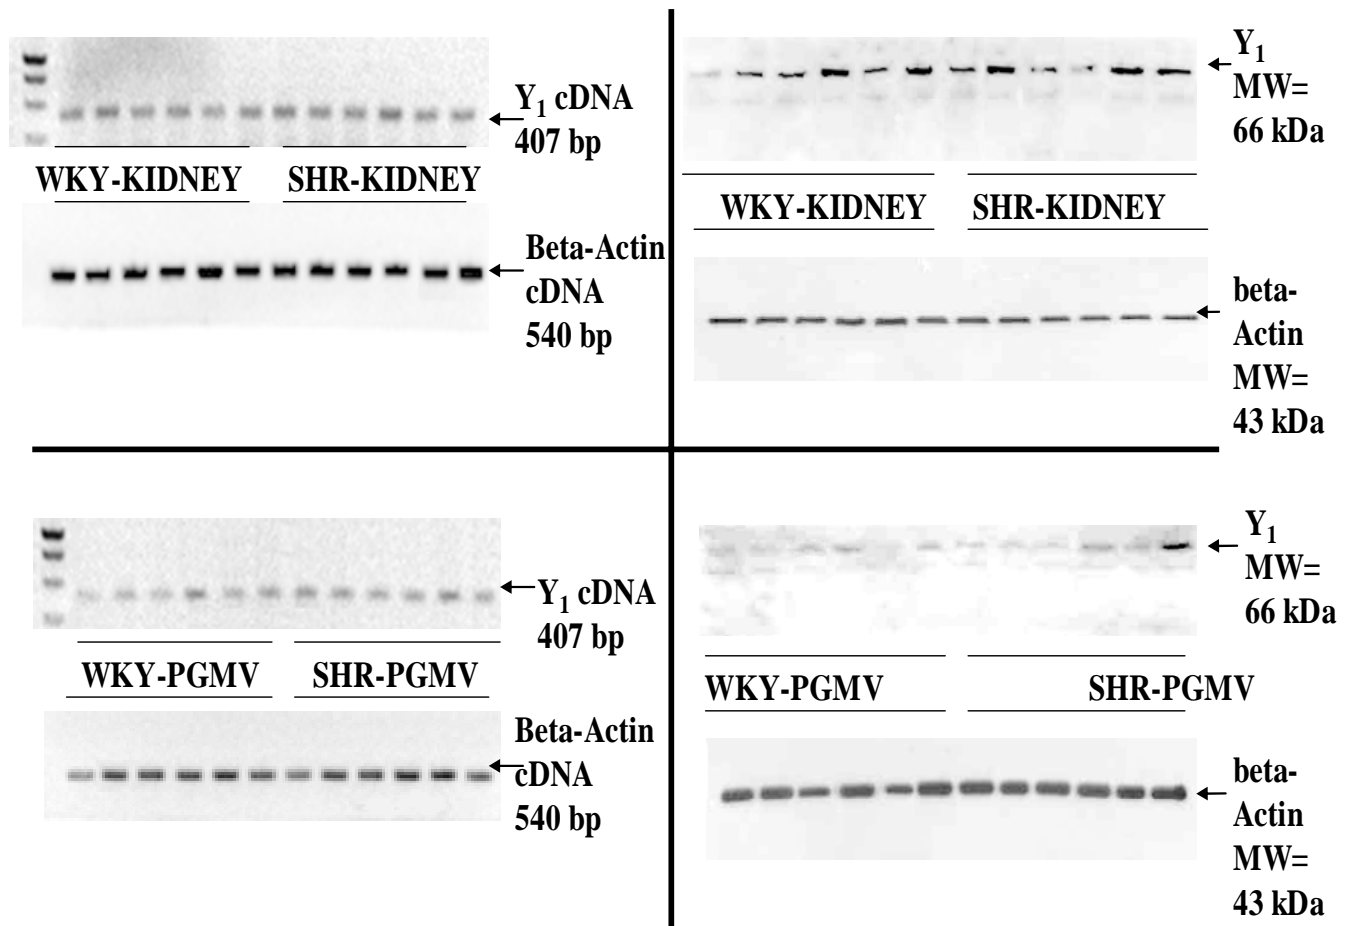 Y1 cDNA
407 bp
WKY-KIDNEY SHR-KIDNEY
Beta-Actin
cDNA
540 bp
Y1
MW=
66 kDa
WKY-KIDNEY SHR-KIDNEY
beta-
Actin
MW=
43 kDa
Y1 cDNA
407 bp
WKY-PGMV SHR-PGMV
Beta-Actin
cDNA
540 bp
Y1
MW=
66 kDa
WKY-PGMV SHR-PGMV
beta-
Actin
MW=
43 kDa